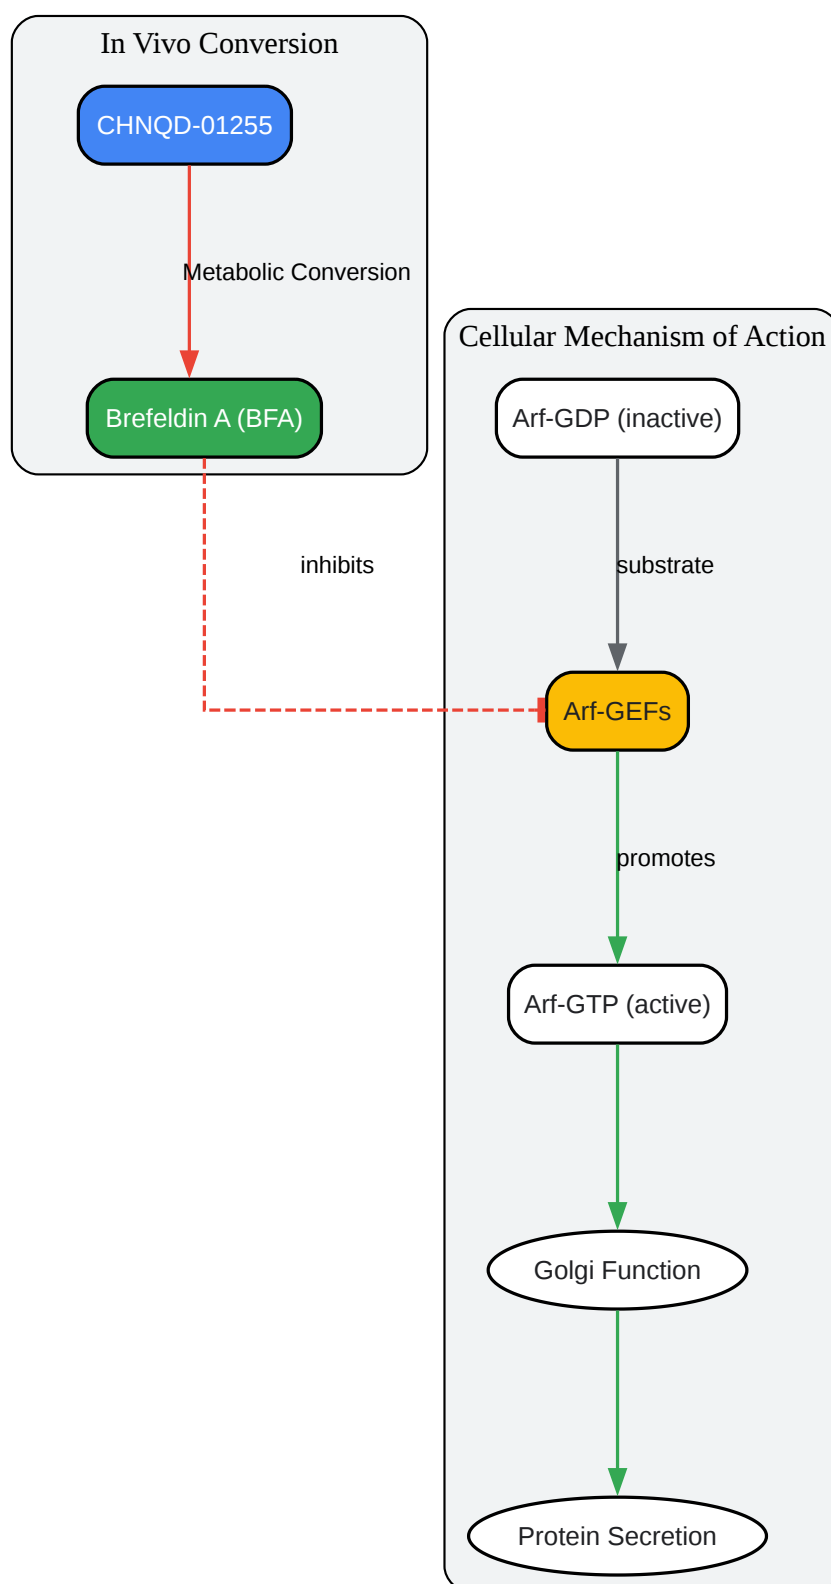 In Vivo Conversion
CHNQD-01255
Metabolic Conversion
Brefeldin A (BFA)
inhibits
Cellular Mechanism of Action
Arf-GDP (inactive)
substrate
Arf-GEFs
promotes
Arf-GTP (active)
Golgi Function
Protein Secretion